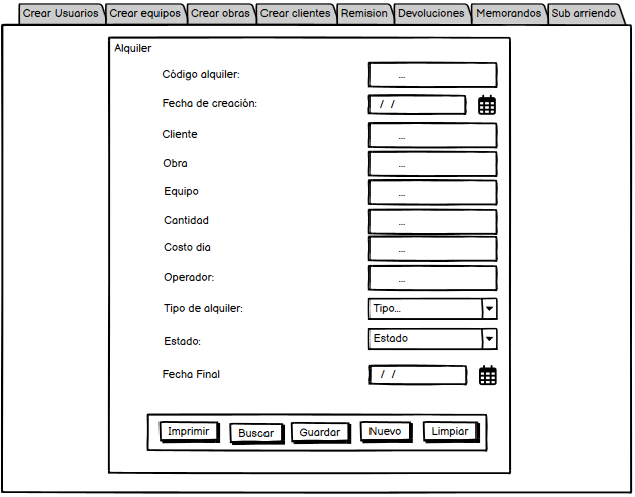 Crear Usuarios Crear equipos Crear obras Crear clientes Remision Devoluciones Memorandos Sub arriendo
Alquiler
Código alquiler: ...
Fecha de creación: / /
Cliente ...
Obra ...
Equipo ...
Cantidad ...
Costo dia ...
Operador: ...
Tipo de alquiler: Tipo...
Estado: Estado
Fecha Final / /
Imprimir Buscar Guardar Nuevo Limpiar